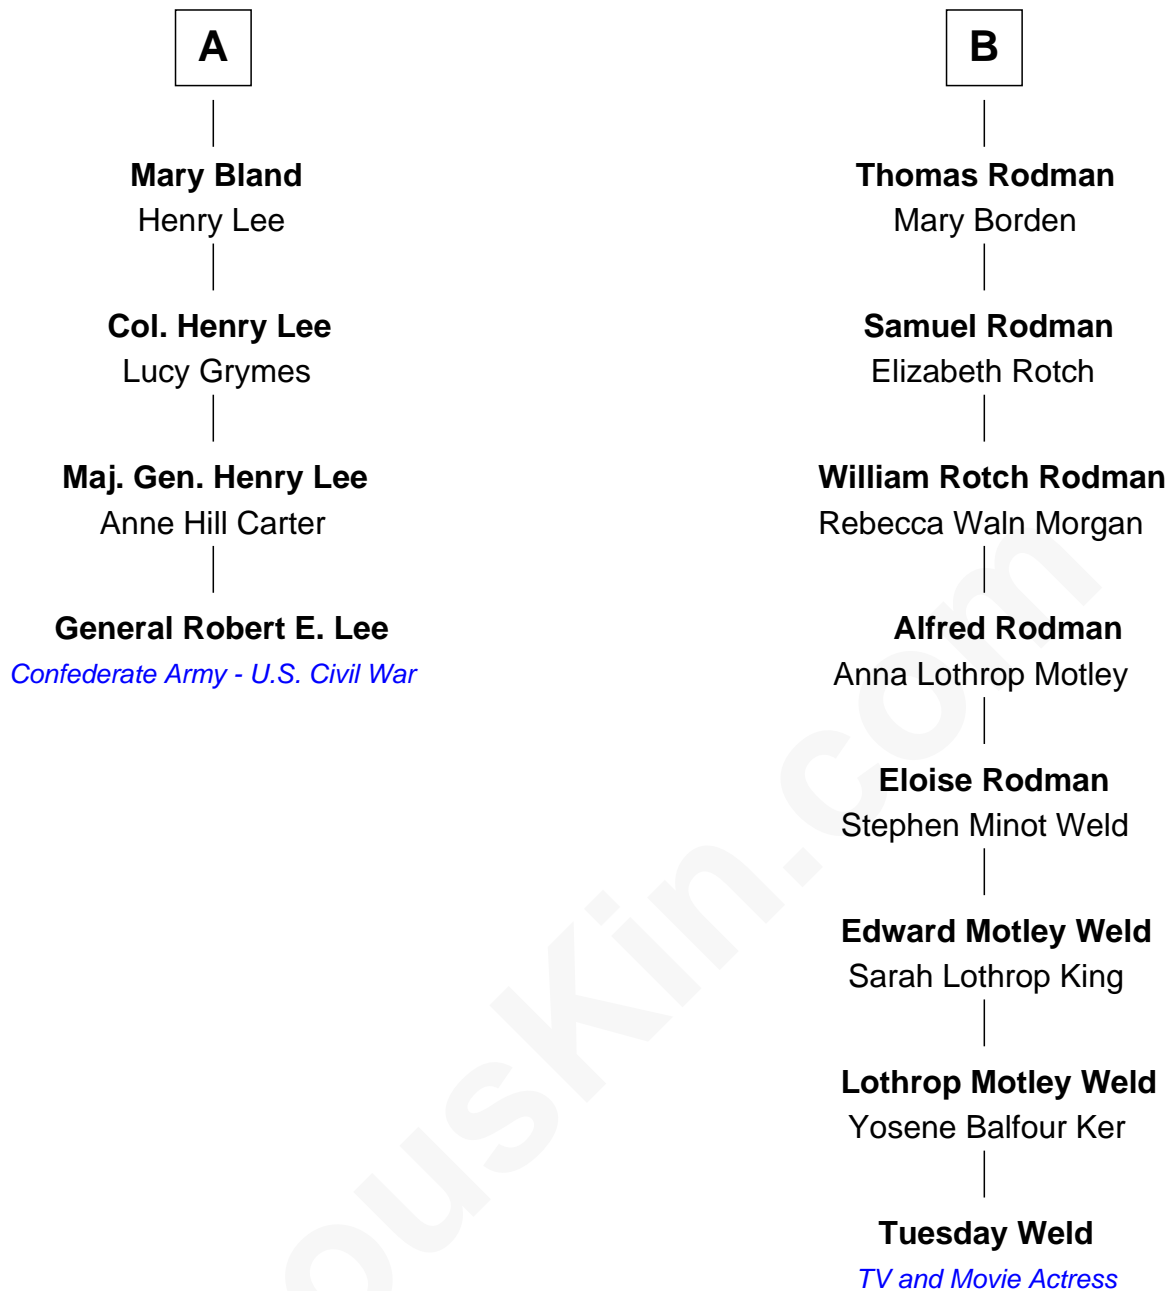 A
Mary Bland
Henry Lee
Col. Henry Lee
Lucy Grymes
Maj. Gen. Henry Lee
Anne Hill Carter
General Robert E. Lee
Confederate Army - U.S. Civil War
B
Thomas Rodman
Mary Borden
Samuel Rodman
Elizabeth Rotch
William Rotch Rodman
Rebecca Waln Morgan
Alfred Rodman
Anna Lothrop Motley
Eloise Rodman
Stephen Minot Weld
Edward Motley Weld
Sarah Lothrop King
Lothrop Motley Weld
Yosene Balfour Ker
Tuesday Weld
TV and Movie Actress
ousKin.com